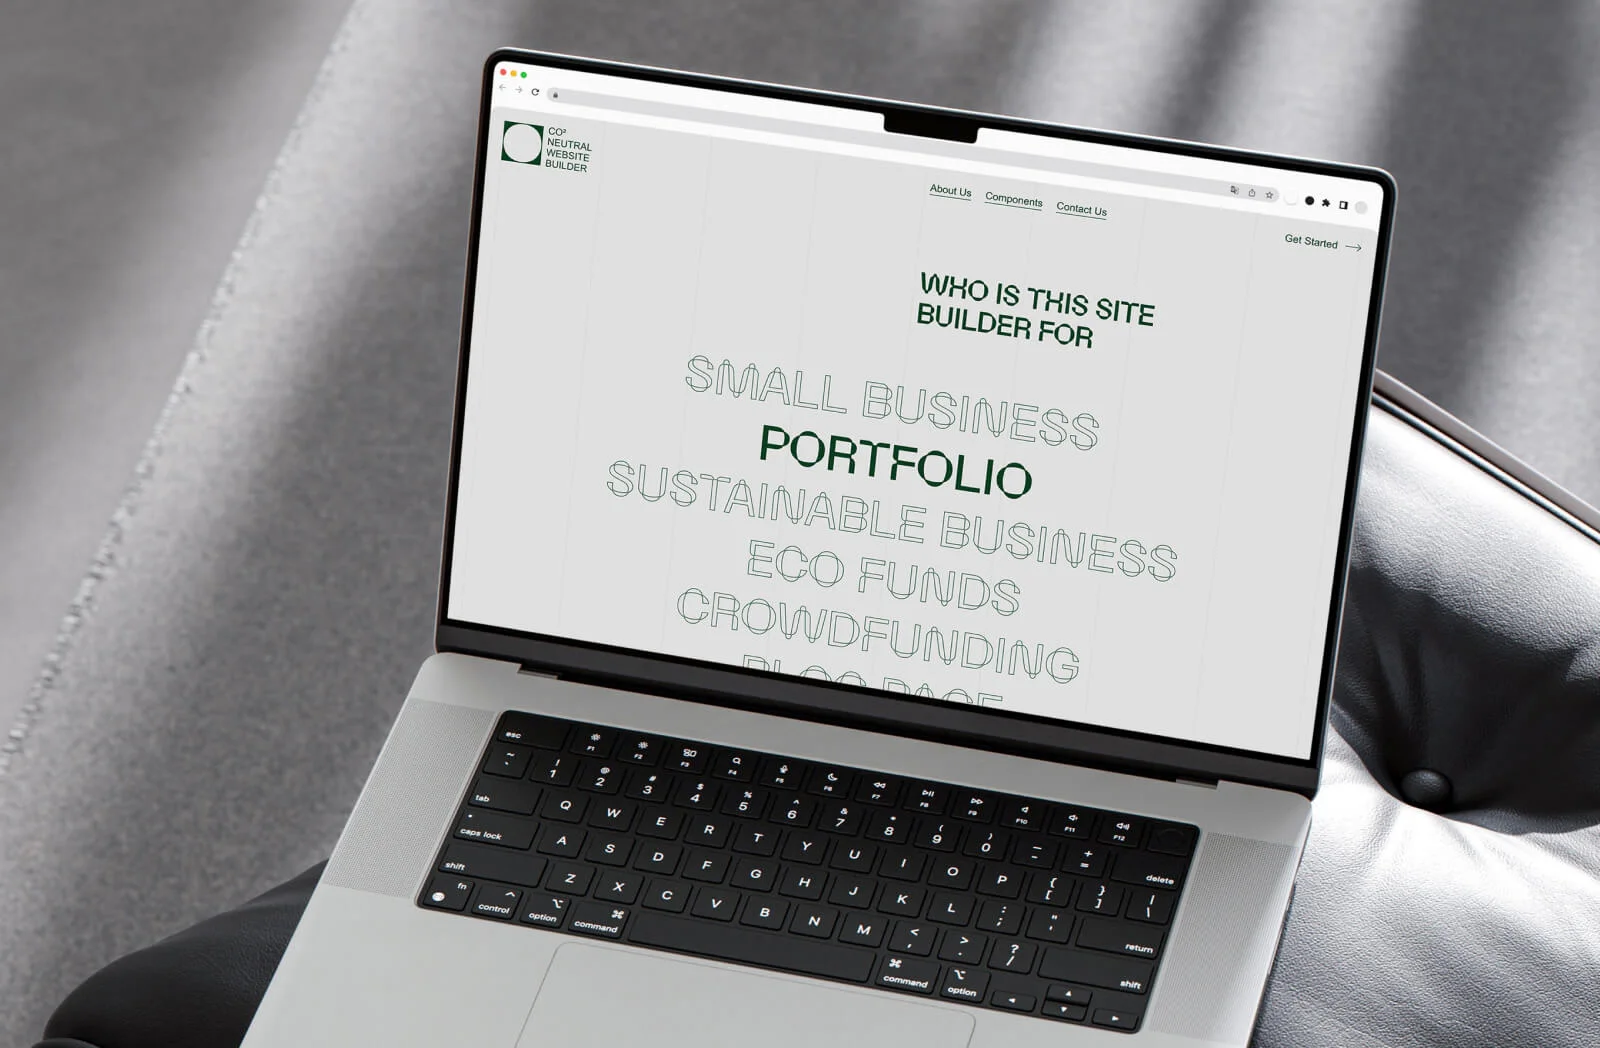 CO²
NEUTRAL
WEBSITE
BUILDER
About Us Components Contact Us
Get Started
WHO IS THIS SITE
BUILDER FOR
SMALL BUSINESS
PORTFOLIO
SUSTAINABLE BUSINESS
ECO FUNDS
CROWDFUNDING
BLOG PAGE
esc F1 F2 F3 F4 F5 F6 F7 F8 F9 F10 F11 F12
~ ! @ # $ % ^ & * ( ) _ +
` 1 2 3 4 5 6 7 8 9 0 - = delete
tab Q W E R T Y U I O P { [ } ] | \
caps lock A S D F G H J K L : ; " ' return
shift Z X C V B N M < , > . ? / shift
fn control option command command option